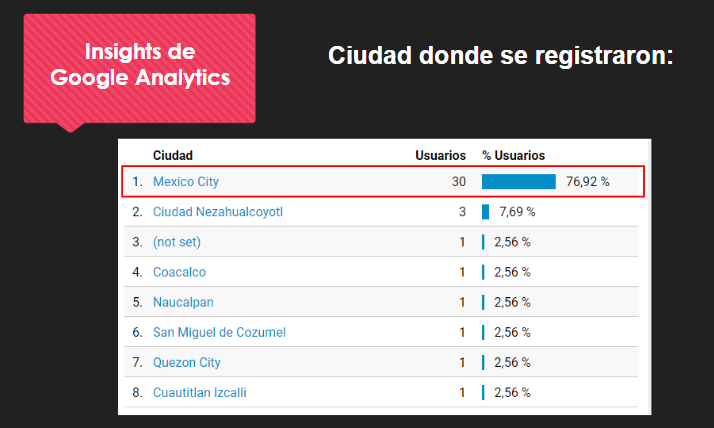 Insights de
Google Analytics
Ciudad donde se registraron:
Ciudad Usuarios % Usuarios
1. Mexico City 30 76,92 %
2. Ciudad Nezahualcoyotl 3 7,69 %
3. (not set) 1 2,56 %
4. Coacalco 1 2,56 %
5. Naucalpan 1 2,56 %
6. San Miguel de Cozumel 1 2,56 %
7. Quezon City 1 2,56 %
8. Cuautitlan Izcalli 1 2,56 %